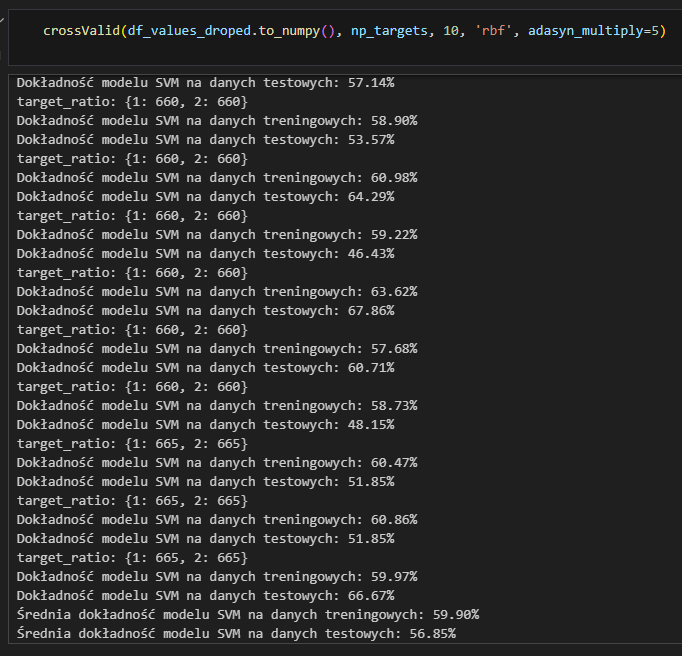 crossValid(df_values_droped.to_numpy(), np_targets, 10, 'rbf', adasyn_multiply=5)
Dokładność modelu SVM na danych testowych: 57.14%
target_ratio: {1: 660, 2: 660}
Dokładność modelu SVM na danych treningowych: 58.90%
Dokładność modelu SVM na danych testowych: 53.57%
target_ratio: {1: 660, 2: 660}
Dokładność modelu SVM na danych treningowych: 60.98%
Dokładność modelu SVM na danych testowych: 64.29%
target_ratio: {1: 660, 2: 660}
Dokładność modelu SVM na danych treningowych: 59.22%
Dokładność modelu SVM na danych testowych: 46.43%
target_ratio: {1: 660, 2: 660}
Dokładność modelu SVM na danych treningowych: 63.62%
Dokładność modelu SVM na danych testowych: 67.86%
target_ratio: {1: 660, 2: 660}
Dokładność modelu SVM na danych treningowych: 57.68%
Dokładność modelu SVM na danych testowych: 60.71%
target_ratio: {1: 660, 2: 660}
Dokładność modelu SVM na danych treningowych: 58.73%
Dokładność modelu SVM na danych testowych: 48.15%
target_ratio: {1: 665, 2: 665}
Dokładność modelu SVM na danych treningowych: 60.47%
Dokładność modelu SVM na danych testowych: 51.85%
target_ratio: {1: 665, 2: 665}
Dokładność modelu SVM na danych treningowych: 60.86%
Dokładność modelu SVM na danych testowych: 51.85%
target_ratio: {1: 665, 2: 665}
Dokładność modelu SVM na danych treningowych: 59.97%
Dokładność modelu SVM na danych testowych: 66.67%
Średnia dokładność modelu SVM na danych treningowych: 59.90%
Średnia dokładność modelu SVM na danych testowych: 56.85%